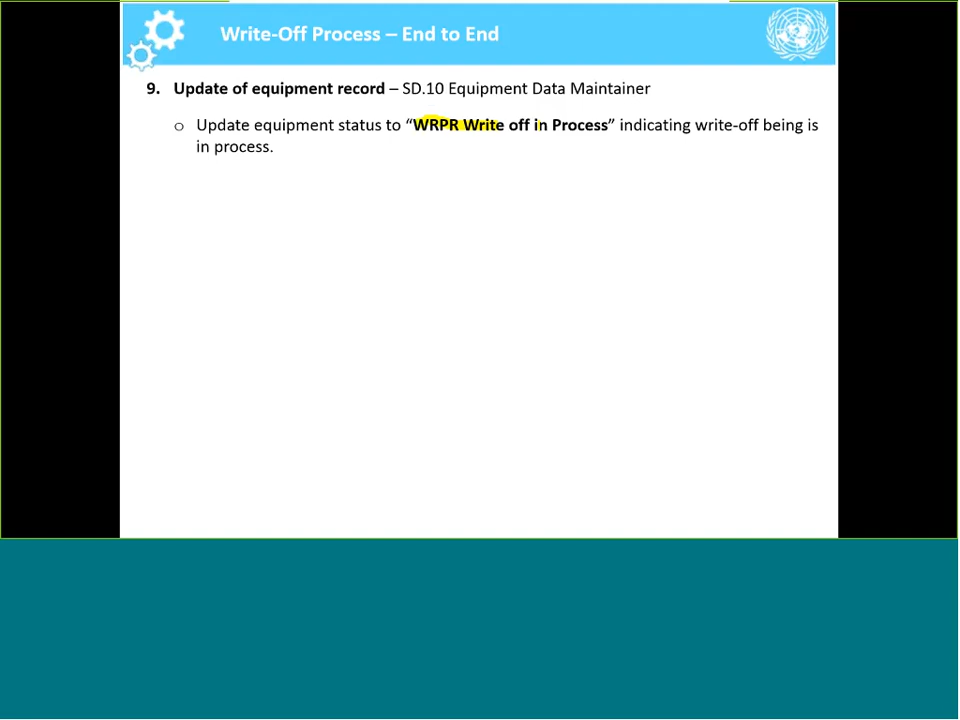 Write-Off Process – End to End
9. Update of equipment record – SD.10 Equipment Data Maintainer
o Update equipment status to “WRPR Write off in Process” indicating write-off being is
in process.